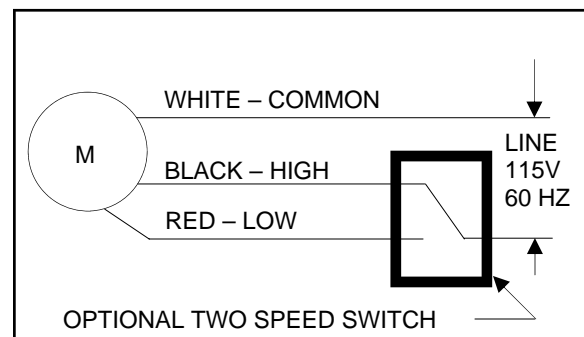 WHITE – COMMON
M
BLACK – HIGH
RED – LOW
LINE
115V
60 HZ
OPTIONAL TWO SPEED SWITCH